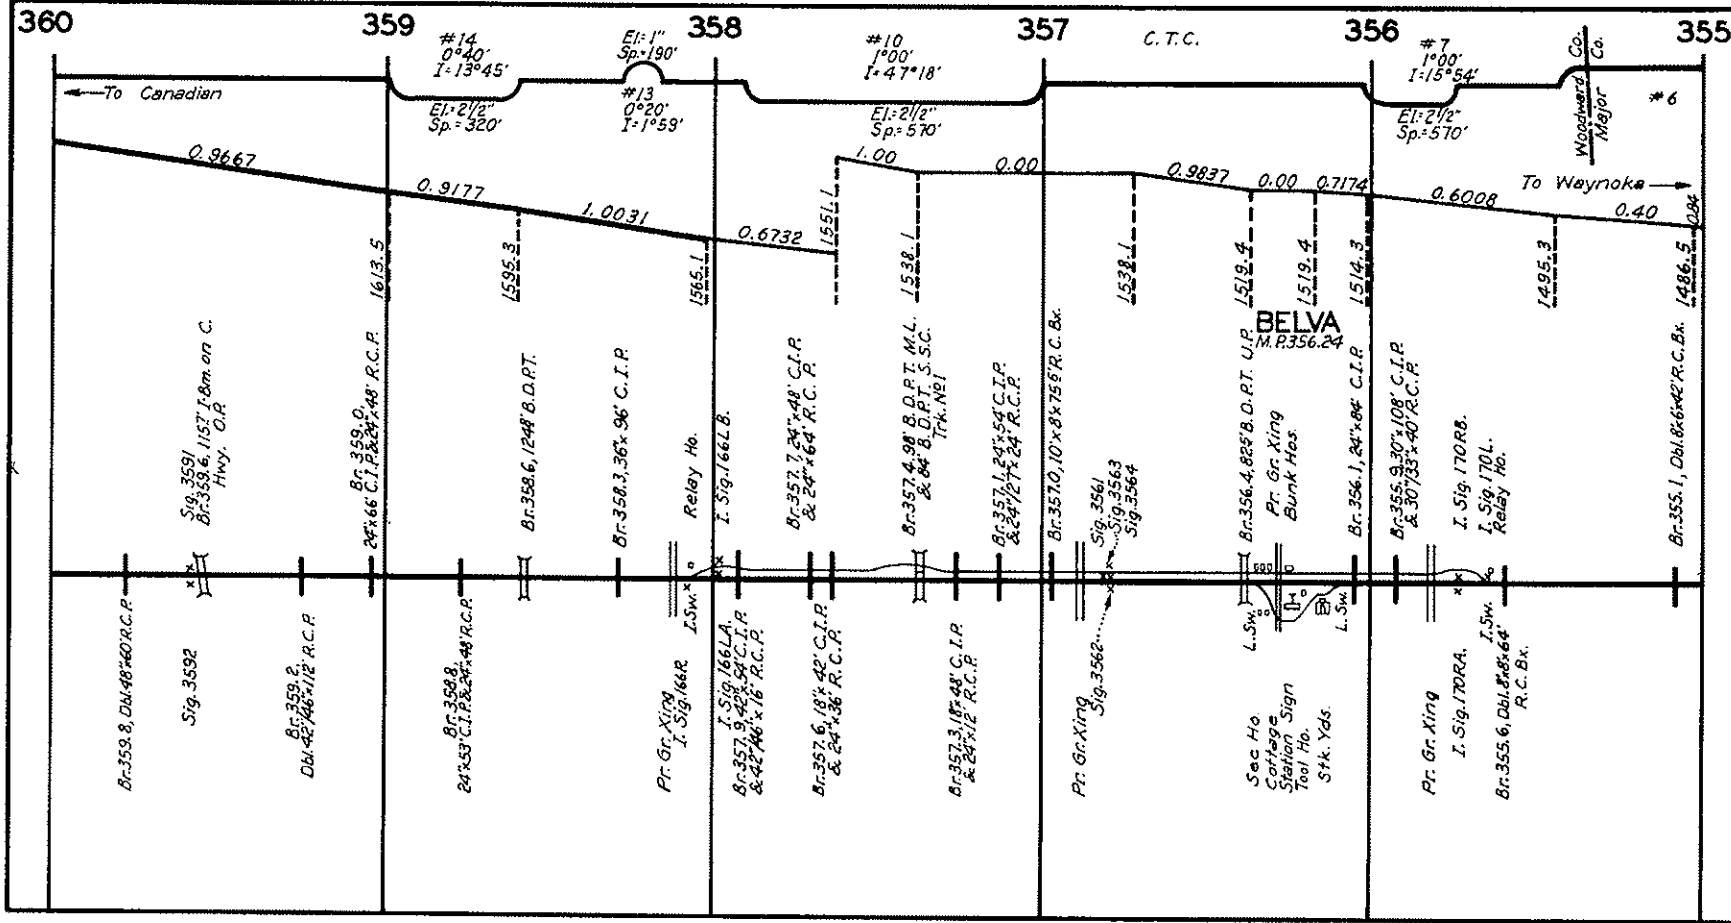 360
359
358
357
356
355
#14
0°40'
I=13°45'
El=1"
Sp=190'
#10
1°00'
I=47°18'
C.T.C.
#7
1°00'
I=15°54'
Woodward Co.
Major Co.
#6
To Canadian
El=2 1/2"
Sp.=320'
#13
0°20'
I=1°59'
El=2 1/2"
Sp=570'
El=2 1/2"
Sp=570'
To Waynoka
0.9667
0.9177
1.0031
0.6732
1.00
0.00
0.9837
0.00
0.7174
0.6008
0.40
0.84
1613.5
1595.3
1565.1
1551.1
1538.1
1538.1
1519.4
1519.4
1514.3
1495.3
1486.5
BELVA
M.P.356.24
Sig. 3591
Br.359.6, 115' I-Bm. on C.
Hwy. O.P.
Br. 359.0,
24"x66' C.I.P.&24"x48' R.C.P.
Br.358.6, 124' B.D.P.T.
Br.358.3, 36"x96' C.I.P.
Relay Ho.
I. Sig.166LB.
Br.357.7, 24"x48' C.I.P.
& 24"x64' R.C.P.
Br.357.4, 98' B.D.P.T. M.L.
& 84' B.D.P.T. S.S.C.
Trk. No1
Br.357.1, 24"x54' C.I.P.
& 24"/27"x24' R.C.P.
Br.357.0, 10'x8'x75' R.C. Bx.
Sig. 3561
Sig. 3563
Sig. 3564
Br.356.4, 82' B.D.P.T. U.P.
Pr. Gr. Xing
Bunk Hos.
Br.356.1, 24"x84' C.I.P.
Br.355.9, 30"x108' C.I.P.
& 30"/33"x40' R.C.P.
I. Sig. 170RB.
I. Sig. 170L.
Relay Ho.
Br.355.1, Dbl.8'x6'x42' R.C.Bx.
Br.359.8, Dbl.48"x60' R.C.P.
Sig. 3592
Br. 359.2,
Dbl.42"/46"x112' R.C.P.
Br. 358.8
24"x53' C.I.P.&24"x48' R.C.P.
I. Sw.
Pr. Gr. Xing
I. Sig.166R
I. Sig.166LA.
Br.357.9, 42"x54' C.I.P.
& 42"/46"x16' R.C.P.
Br.357.6, 18"x42' C.I.P.
& 24"x36' R.C.P.
Br.357.3, 18"x48' C.I.P.
& 24"x12' R.C.P.
Pr. Gr. Xing
Sig. 3562
L. Sw.
Sec Ho.
Cottage
Station Sign
Tool Ho.
Stk. Yds.
L. Sw.
Pr. Gr. Xing
I. Sig.170RA.
I. Sw.
Br.355.6, Dbl.8'x8'x64'
R.C. Bx.